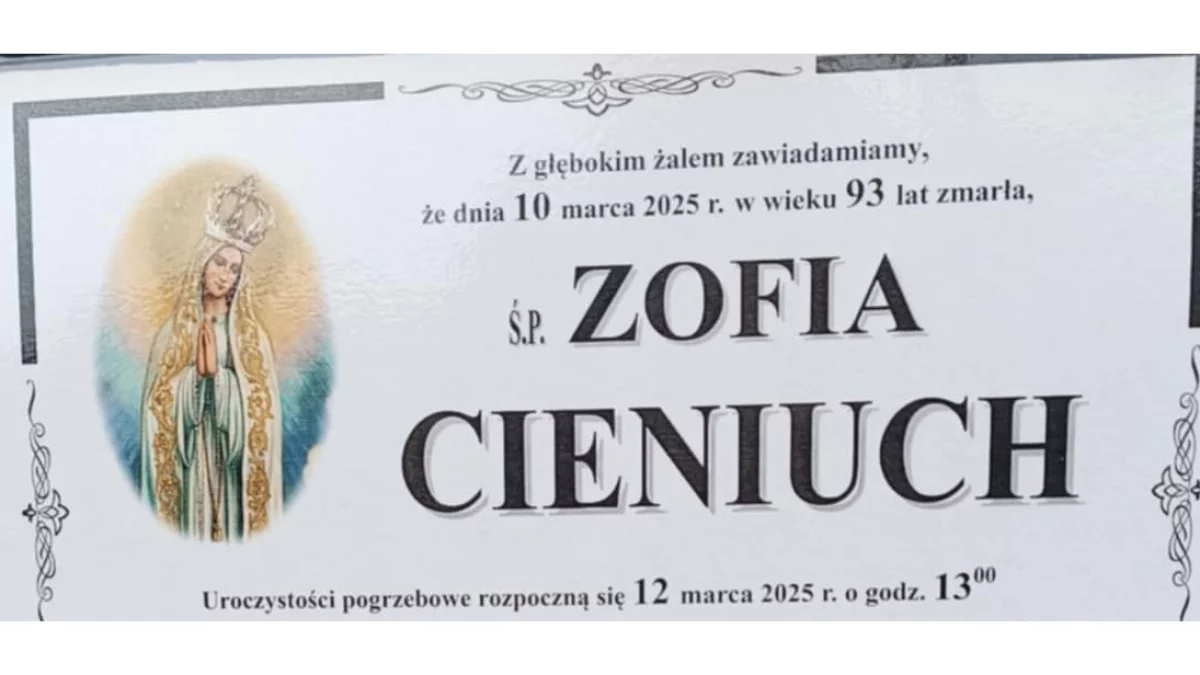 Z głębokim żalem zawiadamiamy,
że dnia 10 marca 2025 r. w wieku 93 lat zmarła,
Ś.P. ZOFIA
CIENIUCH
Uroczystości pogrzebowe rozpoczną się 12 marca 2025 r. o godz. 13⁰⁰